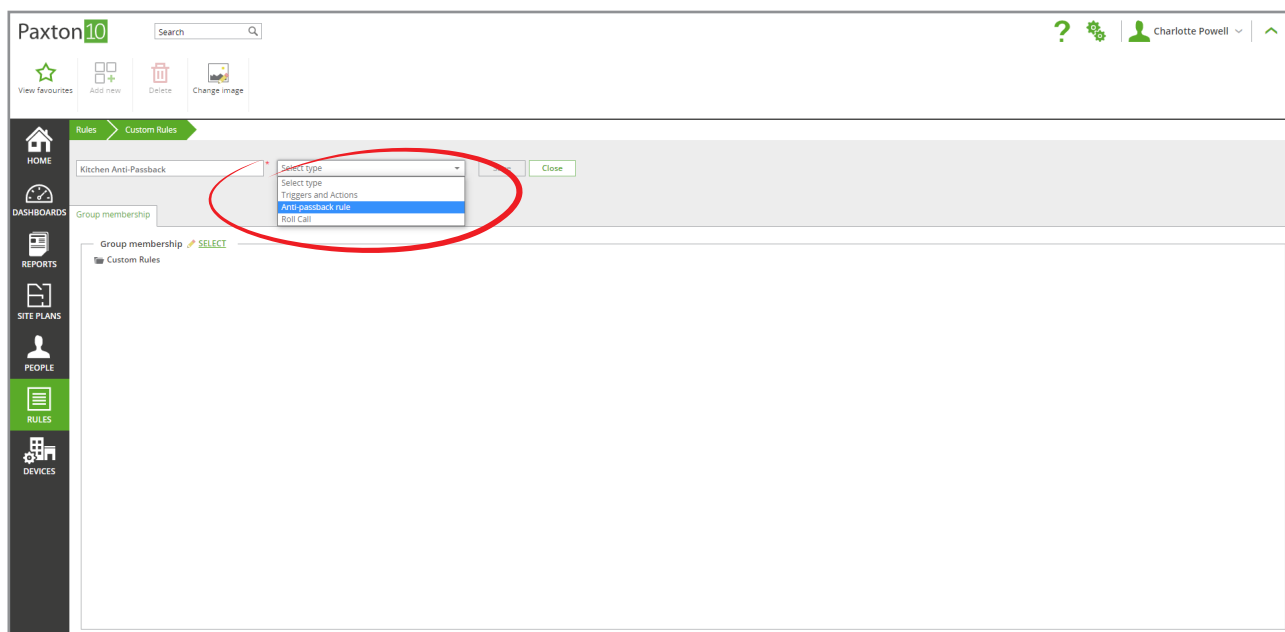 Paxton10
Search
Charlotte Powell
View favourites
Add new
Delete
Change image
HOME
DASHBOARDS
REPORTS
SITE PLANS
PEOPLE
RULES
DEVICES
Rules
Custom Rules
Kitchen Anti-Passback
*
Select type
Close
Select type
Triggers and Actions
Anti-passback rule
Roll Call
Group membership
Group membership SELECT
Custom Rules